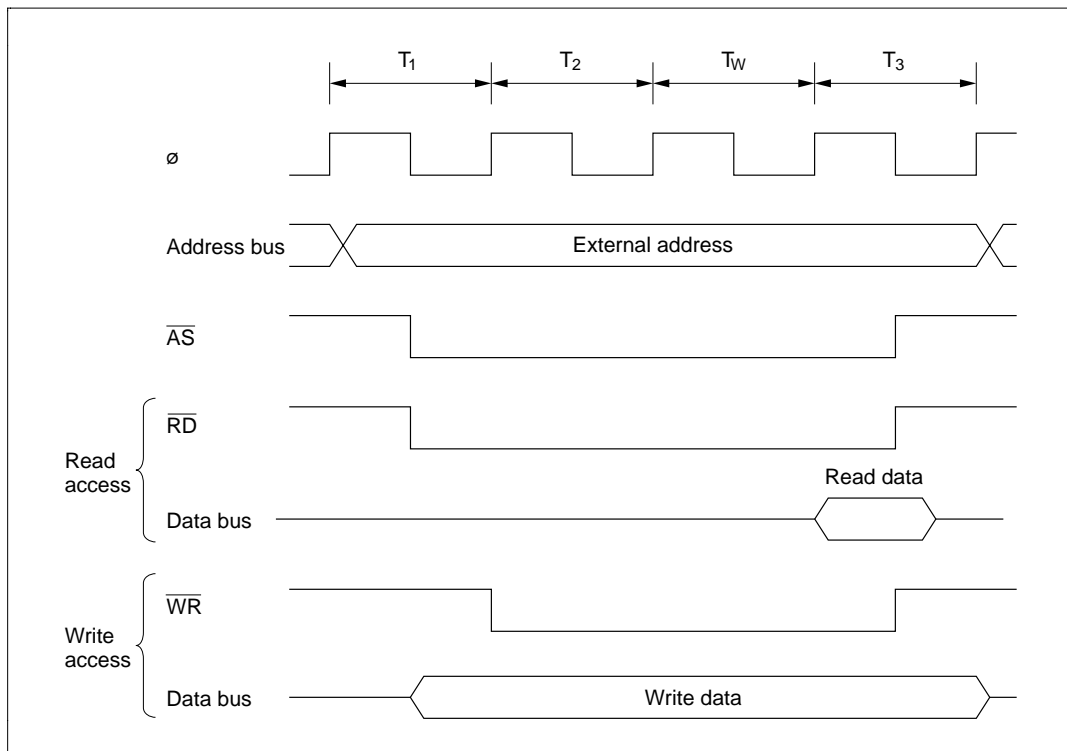 T1 T2 TW T3
ø
Address bus External address
AS
RD
Read access
Read data
Data bus
WR
Write access
Data bus Write data